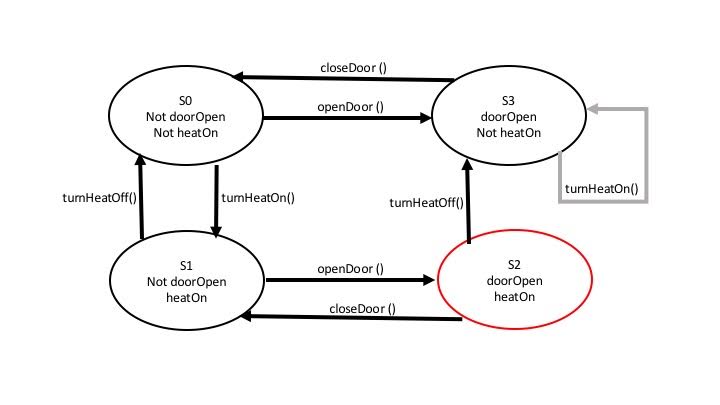 closeDoor ()
S0
Not doorOpen
Not heatOn
openDoor ()
S3
doorOpen
Not heatOn
turnHeatOff()
turnHeatOn()
turnHeatOff()
turnHeatOn()
S1
Not doorOpen
heatOn
openDoor ()
S2
doorOpen
heatOn
closeDoor ()